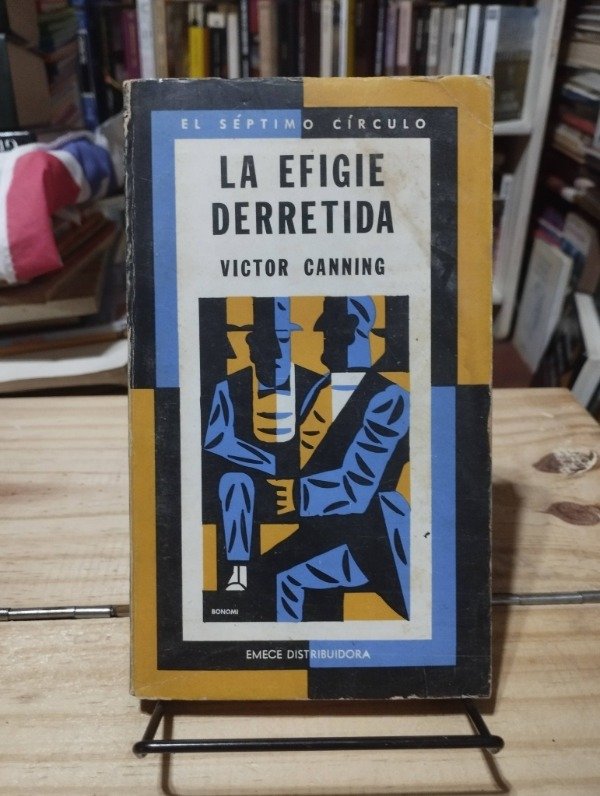 EL SÉPTIMO CÍRCULO
LA EFIGIE
DERRETIDA
VICTOR CANNING
BONOMI
EMECE DISTRIBUIDORA